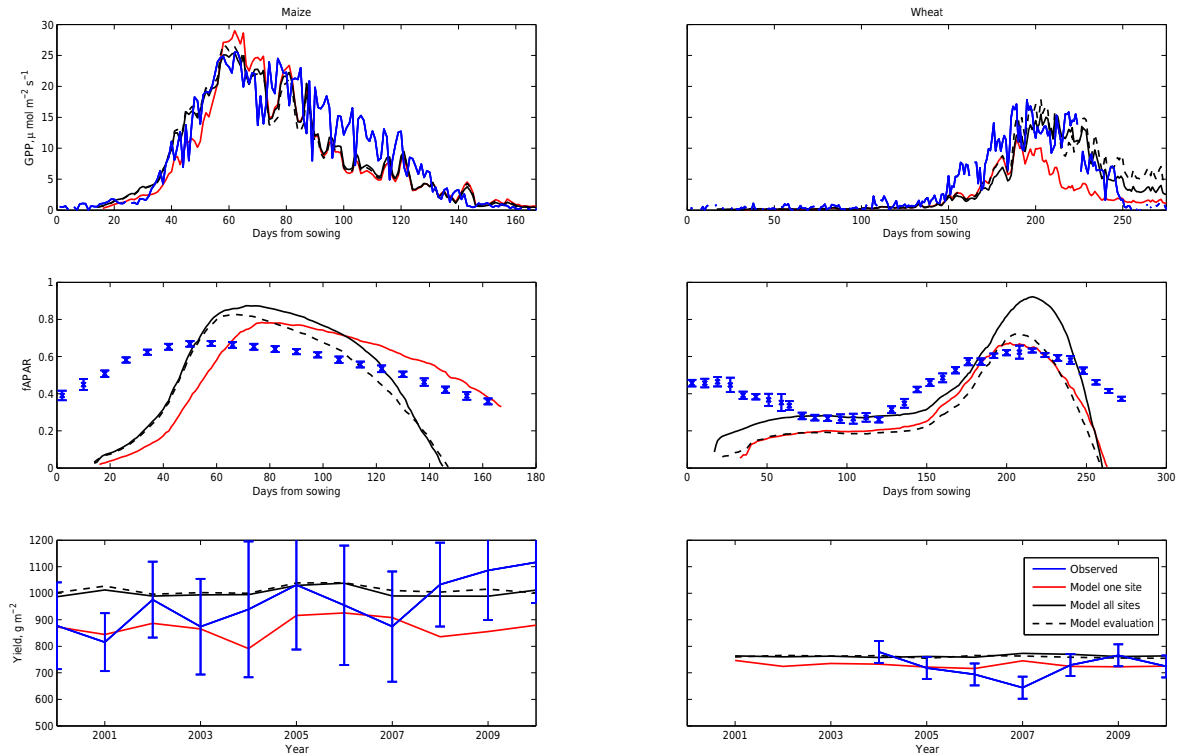 Maize
Wheat
GPP, μ mol m−2 s−1
30
25
20
15
10
5
0
0 20 40 60 80 100 120 140 160
Days from sowing
0 50 100 150 200 250
Days from sowing
fAPAR
1
0.8
0.6
0.4
0.2
0
0 20 40 60 80 100 120 140 160 180
Days from sowing
0 50 100 150 200 250 300
Days from sowing
Yield, g m−2
1200
1100
1000
900
800
700
600
500
2001 2003 2005 2007 2009
Year
2001 2003 2005 2007 2009
Year
Observed
Model one site
Model all sites
Model evaluation